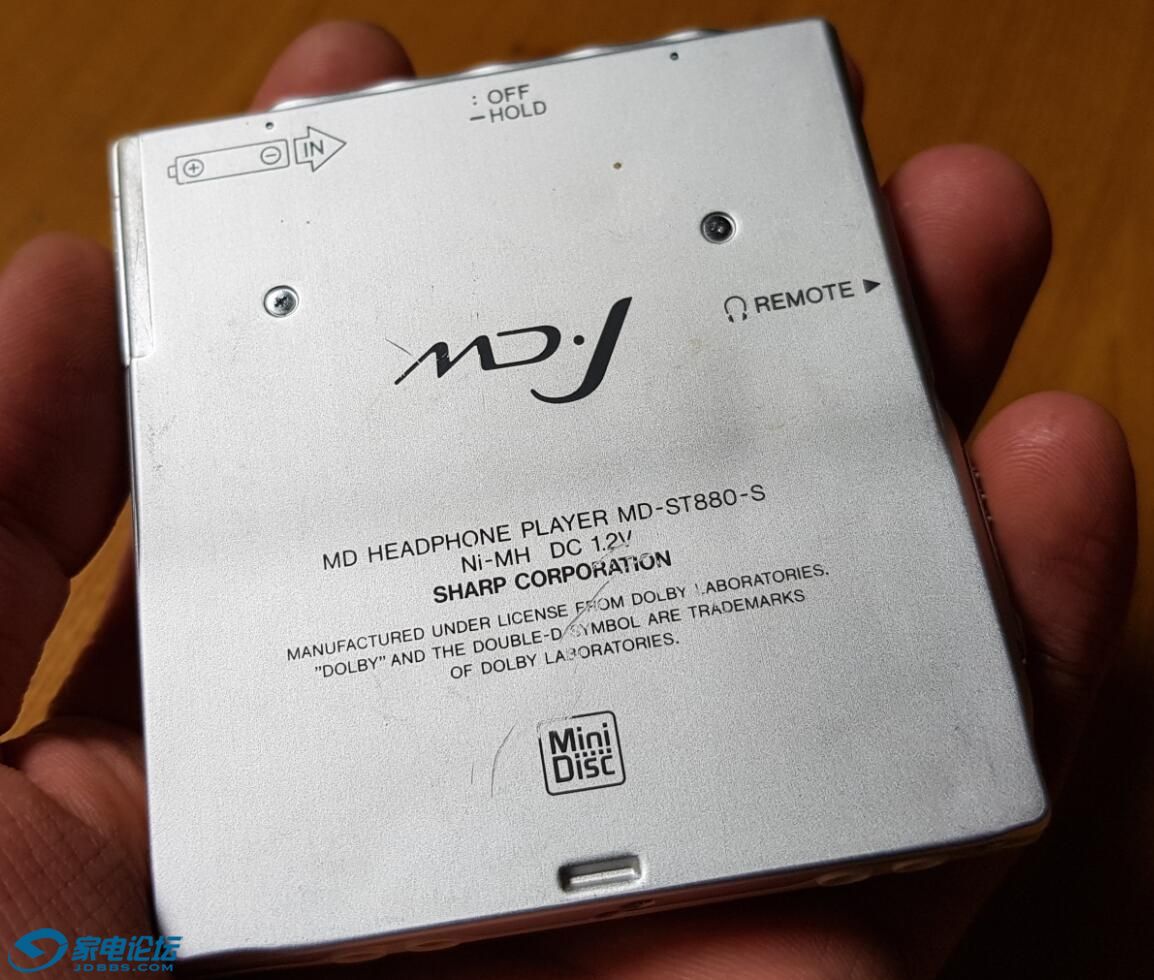 : OFF
— HOLD
+ − IN
REMOTE ▶
MD.J
MD HEADPHONE PLAYER MD-ST880-S
Ni-MH DC 1.2V
SHARP CORPORATION
MANUFACTURED UNDER LICENSE FROM DOLBY LABORATORIES.
"DOLBY" AND THE DOUBLE-D SYMBOL ARE TRADEMARKS
OF DOLBY LABORATORIES.
Mini
Disc
家电论坛
JDBBS.COM